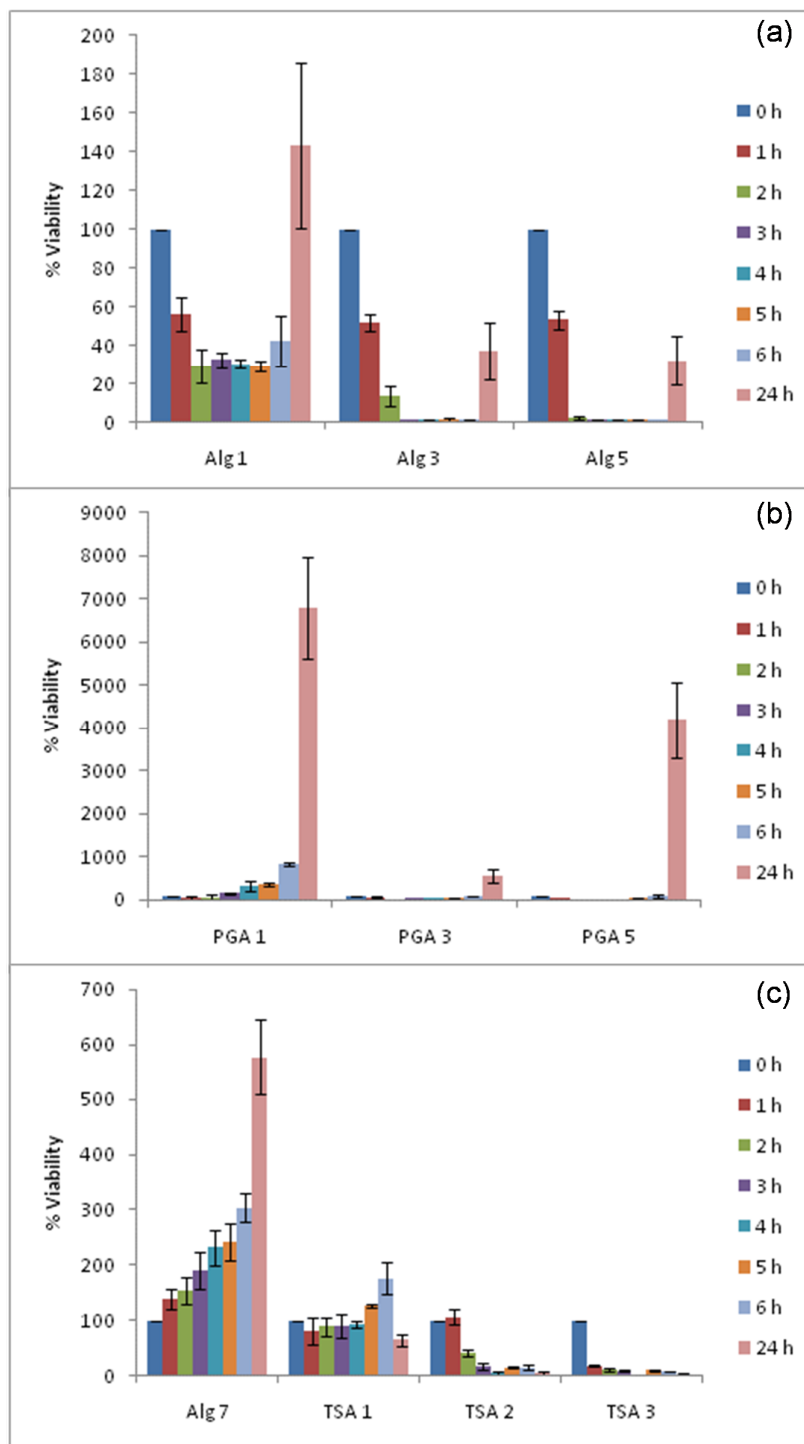 (a)
200
180
160
140
120
100
80
60
40
20
0
% Viability
Alg 1 Alg 3 Alg 5
0 h
1 h
2 h
3 h
4 h
5 h
6 h
24 h
(b)
9000
8000
7000
6000
5000
4000
3000
2000
1000
0
% Viability
PGA 1 PGA 3 PGA 5
0 h
1 h
2 h
3 h
4 h
5 h
6 h
24 h
(c)
700
600
500
400
300
200
100
0
% Viability
Alg 7 TSA 1 TSA 2 TSA 3
0 h
1 h
2 h
3 h
4 h
5 h
6 h
24 h